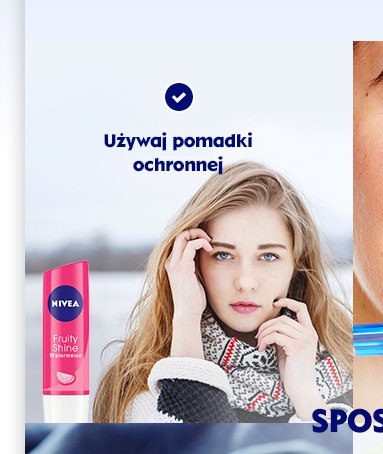 Używaj pomadki
ochronnej
NIVEA
Fruity
Shine
Watermelon
SPOS